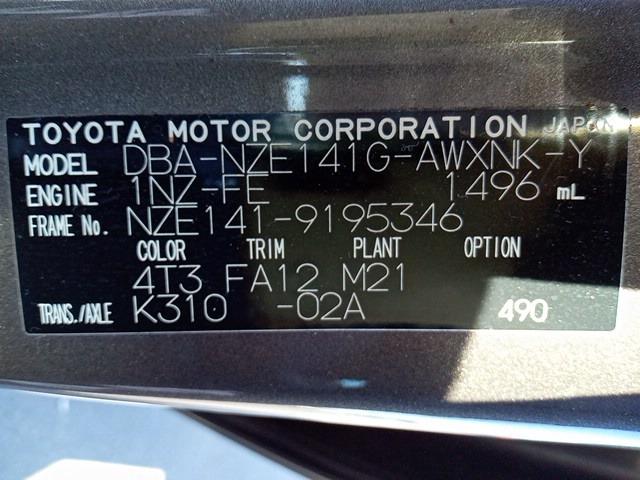 TOYOTA MOTOR CORPORATION JAPAN
MODEL DBA-NZE141G-AWXNK-Y
ENGINE 1NZ-FE 1496 mL
FRAME No. NZE141-9195346
COLOR TRIM PLANT OPTION
4T3 FA12 M21
TRANS./AXLE K310 -02A 490